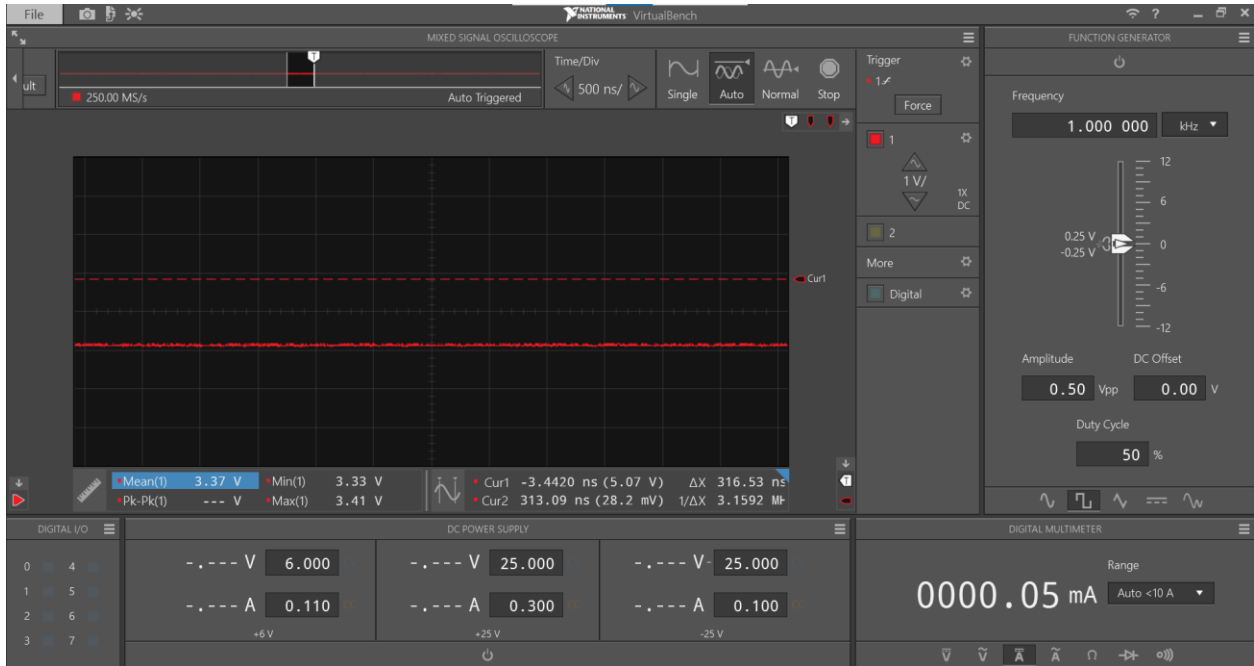 File
NATIONAL INSTRUMENTS VirtualBench
?
MIXED SIGNAL OSCILLOSCOPE
ult
T
250.00 MS/s
Auto Triggered
Time/Div
500 ns/
Single
Auto
Normal
Stop
Trigger
1
Force
T
1
1 V/
1X
DC
2
More
Digital
Cur1
Mean(1) 3.37 V
Min(1) 3.33 V
Pk-Pk(1) --- V
Max(1) 3.41 V
Cur1 -3.4420 ns (5.07 V) ΔX 316.53 ns
Cur2 313.09 ns (28.2 mV) 1/ΔX 3.1592 MH
T
FUNCTION GENERATOR
Frequency
1.000 000 kHz
12
6
0.25 V
-0.25 V
0
-6
-12
Amplitude
DC Offset
0.50 Vpp
0.00 V
Duty Cycle
50 %
DIGITAL I/O
0 4
1 5
2 6
3 7
DC POWER SUPPLY
-.--- V 6.000
-.--- A 0.110
+6 V
-.--- V 25.000
-.--- A 0.300
+25 V
-.--- V - 25.000
-.--- A 0.100
-25 V
DIGITAL MULTIMETER
0000.05 mA
Range
Auto <10 A
V
V
A
A
Ω